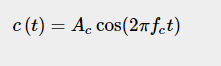 c (t) = A_c cos(2πf_c t)